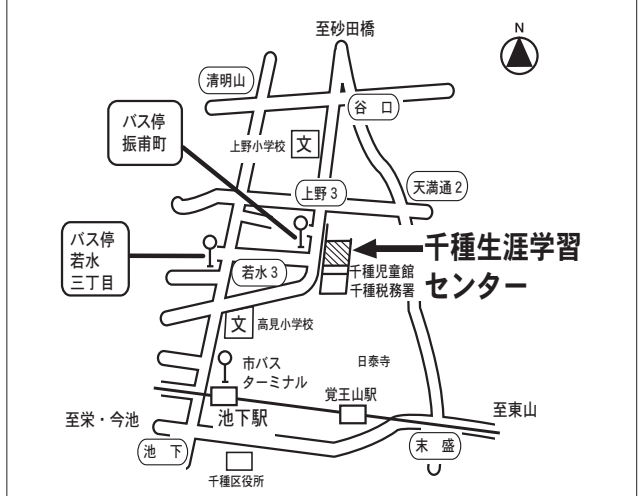 至砂田橋
N
清明山
谷 口
バス停
振甫町
上野小学校
文
上野3
天満通2
バス停
若水
三丁目
千種生涯学習
センター
若水3
千種児童館
千種税務署
文
高見小学校
市バス
ターミナル
日泰寺
覚王山駅
至栄・今池
池下駅
至東山
池 下
末 盛
千種区役所